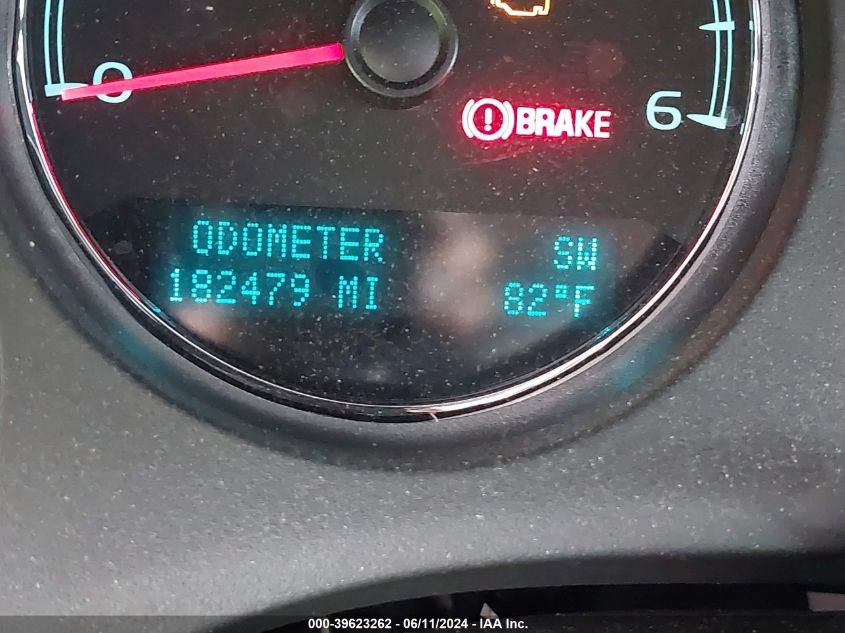 0
6
BRAKE
ODOMETER
SW
182479 MI
82°F
000-39623262 - 06/11/2024 - IAA Inc.